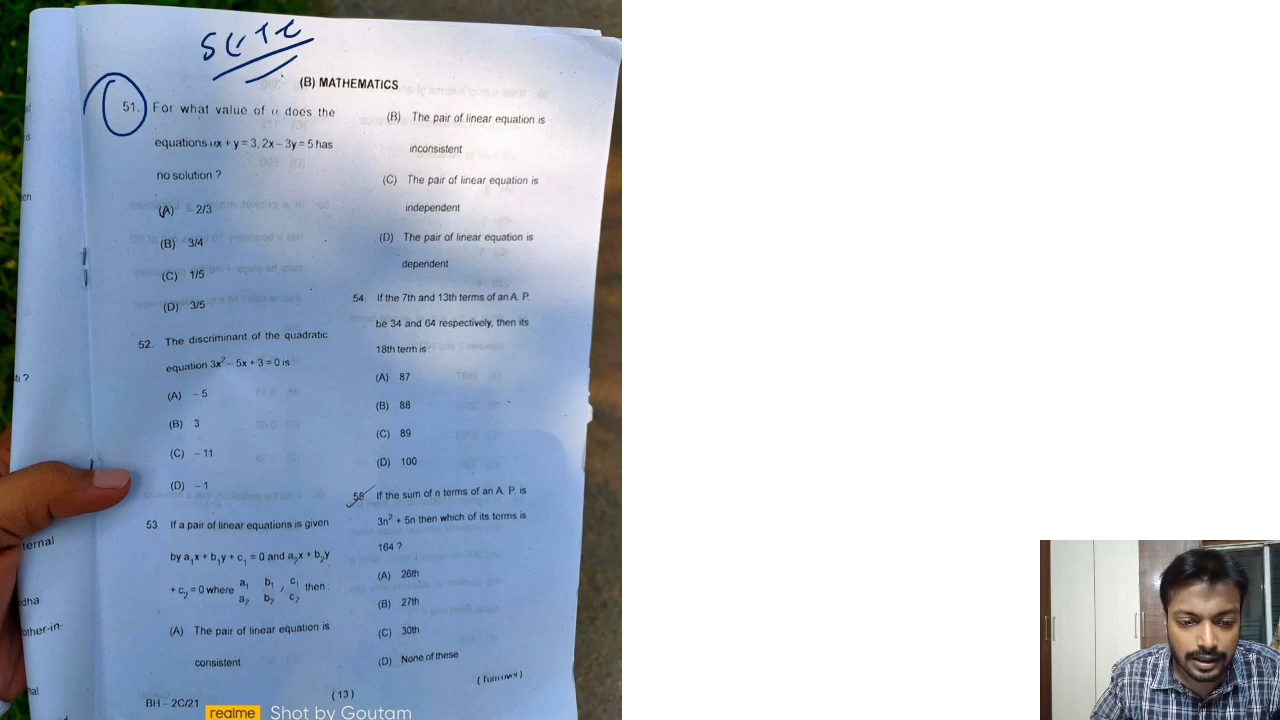 (B) MATHEMATICS
51. For what value of α does the
equations αx + y = 3, 2x – 3y = 5 has
no solution ?
(A) – 2/3
(B) 3/4
(C) 1/5
(D) 3/5
52. The discriminant of the quadratic
equation 3x² – 5x + 3 = 0 is
(A) – 5
(B) 3
(C) – 11
(D) – 1
53. If a pair of linear equations is given
by a₁x + b₁y + c₁ = 0 and a₂x + b₂y
+ c₂ = 0 where a₁/a₂ b₁/b₂ c₁/c₂ then
(A) The pair of linear equation is
consistent
BH – 2C/21
(B) The pair of linear equation is
inconsistent
(C) The pair of linear equation is
independent
(D) The pair of linear equation is
dependent
54. If the 7th and 13th terms of an A. P.
be 34 and 64 respectively, then its
18th term is :
(A) 87
(B) 88
(C) 89
(D) 100
55. If the sum of n terms of an A. P. is
3n² + 5n then which of its terms is
164 ?
(A) 26th
(B) 27th
(C) 30th
(D) None of these
(Turn over)
(13)
realme Shot by Goutam